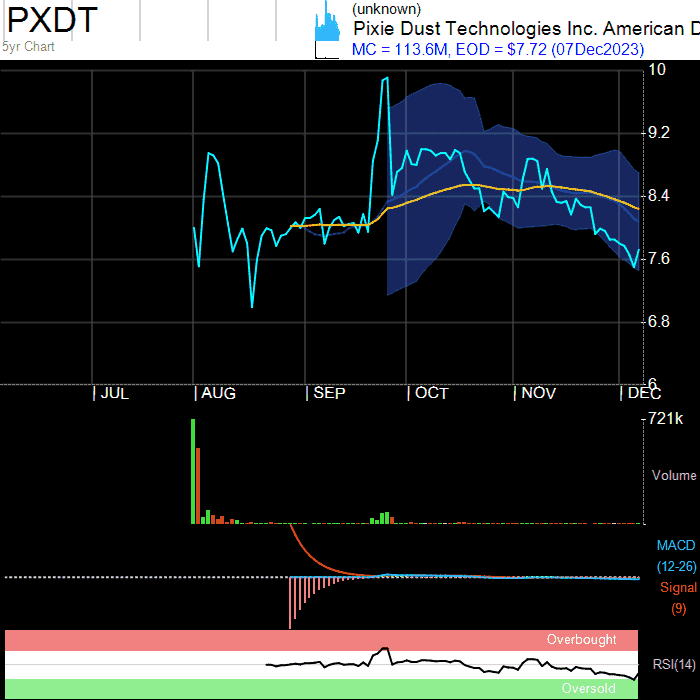 PXDT
5yr Chart
(unknown)
Pixie Dust Technologies Inc. American D
MC = 113.6M, EOD = $7.72 (07Dec2023)
10
9.2
8.4
7.6
6.8
6
JUL AUG SEP OCT NOV DEC
721k
Volume
MACD
(12-26)
Signal
(9)
Overbought
RSI(14)
Oversold